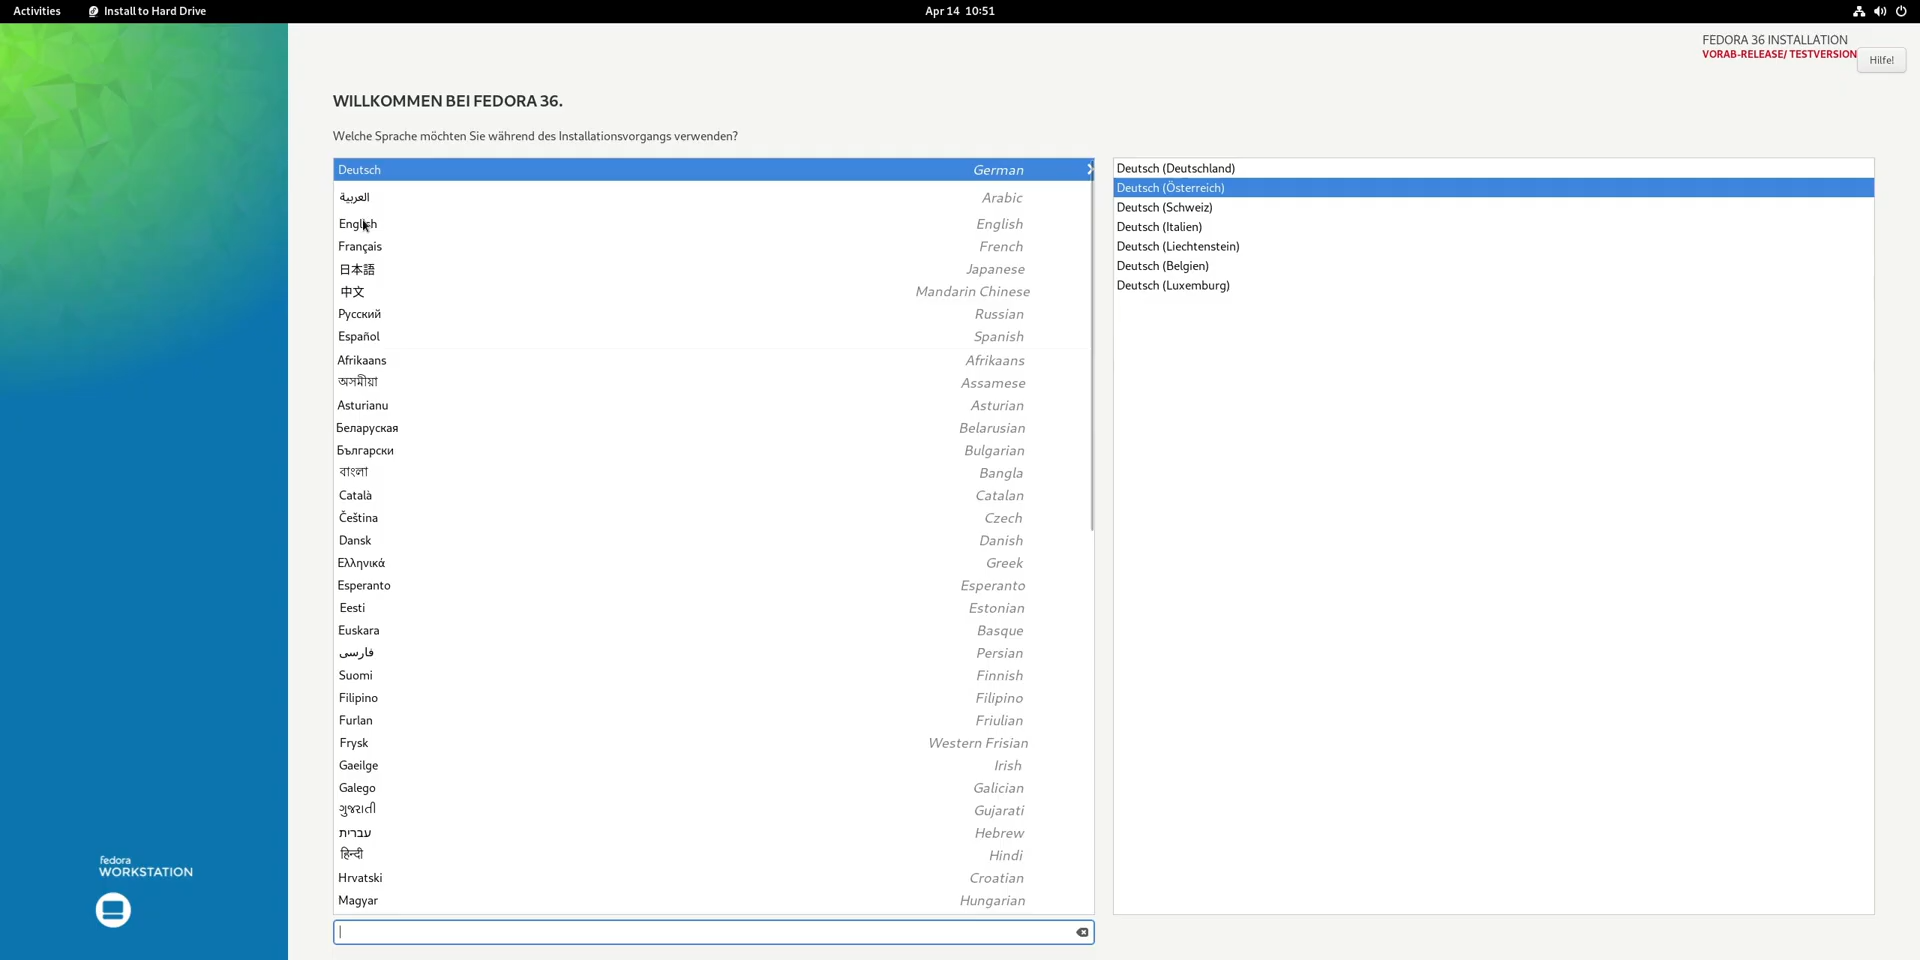 Activities
Install to Hard Drive
Apr 14 10:51
FEDORA 36 INSTALLATION
VORAB-RELEASE/ TESTVERSION
Hilfe!
WILLKOMMEN BEI FEDORA 36.
Welche Sprache möchten Sie während des Installationsvorgangs verwenden?
Deutsch German
العربية Arabic
English English
Français French
日本語 Japanese
中文 Mandarin Chinese
Русский Russian
Español Spanish
Afrikaans Afrikaans
অসমীয়া Assamese
Asturianu Asturian
Беларуская Belarusian
Български Bulgarian
বাংলা Bangla
Català Catalan
Čeština Czech
Dansk Danish
Ελληνικά Greek
Esperanto Esperanto
Eesti Estonian
Euskara Basque
فارسی Persian
Suomi Finnish
Filipino Filipino
Furlan Friulian
Frysk Western Frisian
Gaeilge Irish
Galego Galician
ગુજરાતી Gujarati
עברית Hebrew
हिन्दी Hindi
Hrvatski Croatian
Magyar Hungarian
Deutsch (Deutschland)
Deutsch (Österreich)
Deutsch (Schweiz)
Deutsch (Italien)
Deutsch (Liechtenstein)
Deutsch (Belgien)
Deutsch (Luxemburg)
fedora
WORKSTATION